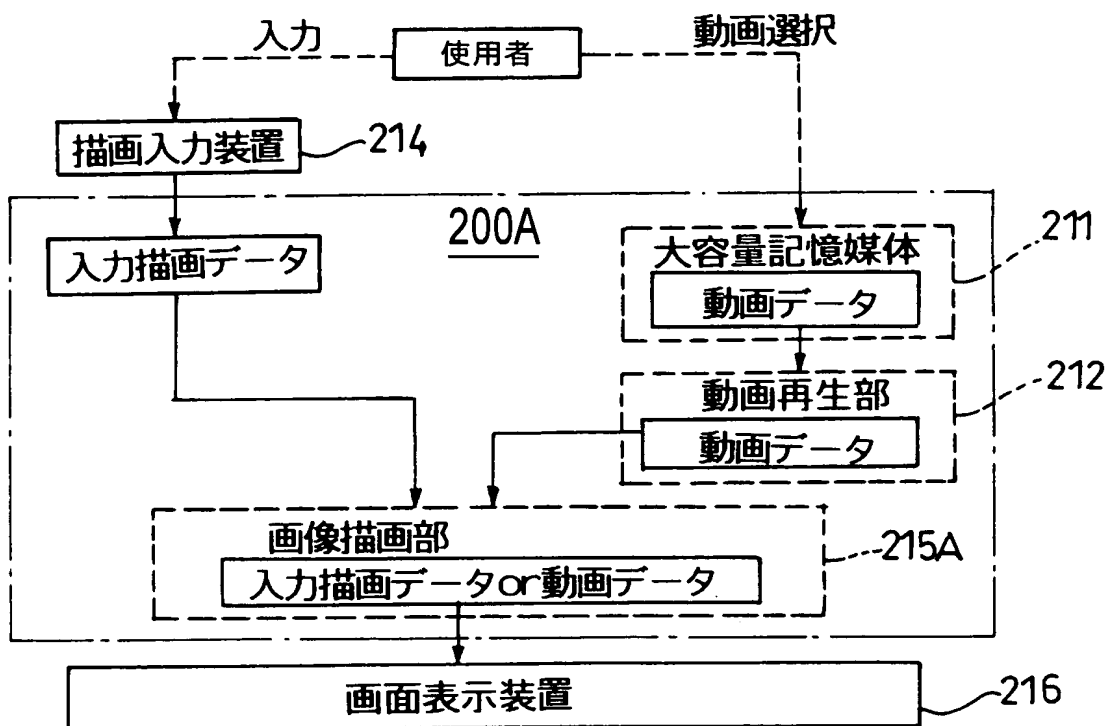 入力
使用者
動画選択
描画入力装置
214
200A
入力描画データ
大容量記憶媒体
211
動画データ
動画再生部
212
動画データ
画像描画部
215A
入力描画データor動画データ
画面表示装置
216